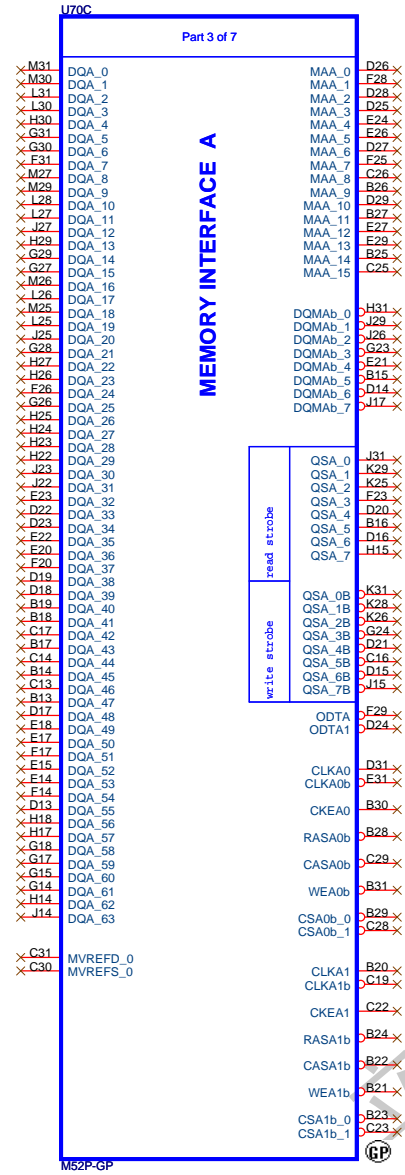 U70C
Part 3 of 7
MEMORY INTERFACE A
M31 DQA_0
M30 DQA_1
L31 DQA_2
L30 DQA_3
H30 DQA_4
G31 DQA_5
G30 DQA_6
F31 DQA_7
M27 DQA_8
M29 DQA_9
L28 DQA_10
L27 DQA_11
J27 DQA_12
H29 DQA_13
G29 DQA_14
G27 DQA_15
M26 DQA_16
L26 DQA_17
M25 DQA_18
L25 DQA_19
J25 DQA_20
G28 DQA_21
H27 DQA_22
H26 DQA_23
F26 DQA_24
G26 DQA_25
H25 DQA_26
H24 DQA_27
H23 DQA_28
H22 DQA_29
J23 DQA_30
J22 DQA_31
E23 DQA_32
D22 DQA_33
D23 DQA_34
E22 DQA_35
E20 DQA_36
F20 DQA_37
D19 DQA_38
D18 DQA_39
B19 DQA_40
B18 DQA_41
C17 DQA_42
B17 DQA_43
C14 DQA_44
B14 DQA_45
C13 DQA_46
B13 DQA_47
D17 DQA_48
E18 DQA_49
E17 DQA_50
F17 DQA_51
E15 DQA_52
E14 DQA_53
F14 DQA_54
D13 DQA_55
H18 DQA_56
H17 DQA_57
G18 DQA_58
G17 DQA_59
G15 DQA_60
G14 DQA_61
H14 DQA_62
J14 DQA_63
C31 MVREFD_0
C30 MVREFS_0
MAA_0 D26
MAA_1 F28
MAA_2 D28
MAA_3 D25
MAA_4 E24
MAA_5 E26
MAA_6 D27
MAA_7 F25
MAA_8 C26
MAA_9 B26
MAA_10 D29
MAA_11 B27
MAA_12 E27
MAA_13 E29
MAA_14 B25
MAA_15 C25
DQMAb_0 H31
DQMAb_1 J29
DQMAb_2 J26
DQMAb_3 G23
DQMAb_4 E21
DQMAb_5 B15
DQMAb_6 D14
DQMAb_7 J17
read strobe
QSA_0 J31
QSA_1 K29
QSA_2 K25
QSA_3 F23
QSA_4 D20
QSA_5 B16
QSA_6 D16
QSA_7 H15
write strobe
QSA_0B K31
QSA_1B K28
QSA_2B K26
QSA_3B G24
QSA_4B D21
QSA_5B C16
QSA_6B D15
QSA_7B J15
ODTA F29
ODTA1 D24
CLKA0 D31
CLKA0b E31
CKEA0 B30
RASA0b B28
CASA0b C29
WEA0b B31
CSA0b_0 B29
CSA0b_1 C28
CLKA1 B20
CLKA1b C19
CKEA1 C22
RASA1b B24
CASA1b B22
WEA1b B21
CSA1b_0 B23
CSA1b_1 C23
GP
M52P-GP